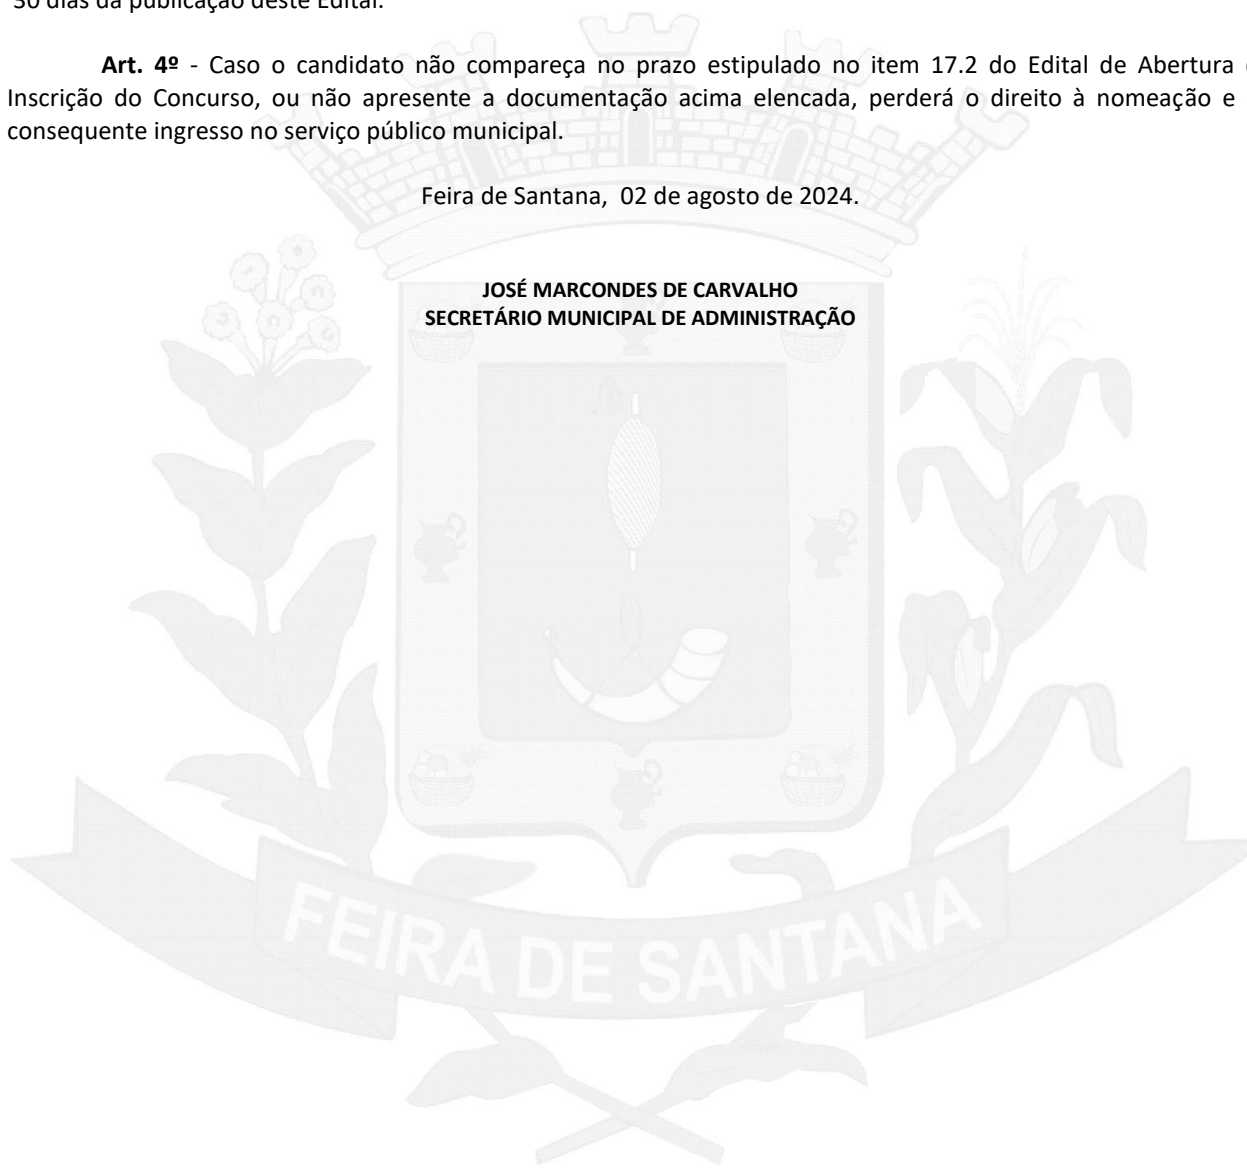 30 dias da publicação deste Edital.
Art. 4º - Caso o candidato não compareça no prazo estipulado no item 17.2 do Edital de Abertura
Inscrição do Concurso, ou não apresente a documentação acima elencada, perderá o direito à nomeação e
consequente ingresso no serviço público municipal.
Feira de Santana, 02 de agosto de 2024.
JOSÉ MARCONDES DE CARVALHO
SECRETÁRIO MUNICIPAL DE ADMINISTRAÇÃO
FEIRA DE SANTANA